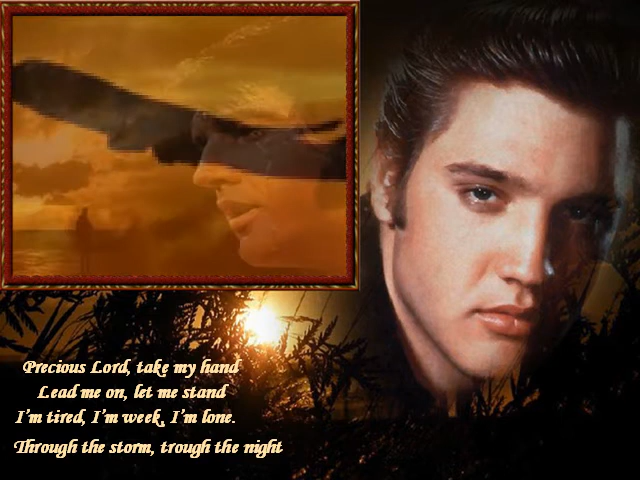 Precious Lord, take my hand
Lead me on, let me stand
I'm tired, I'm week, I'm lone.
Through the storm, trough the night